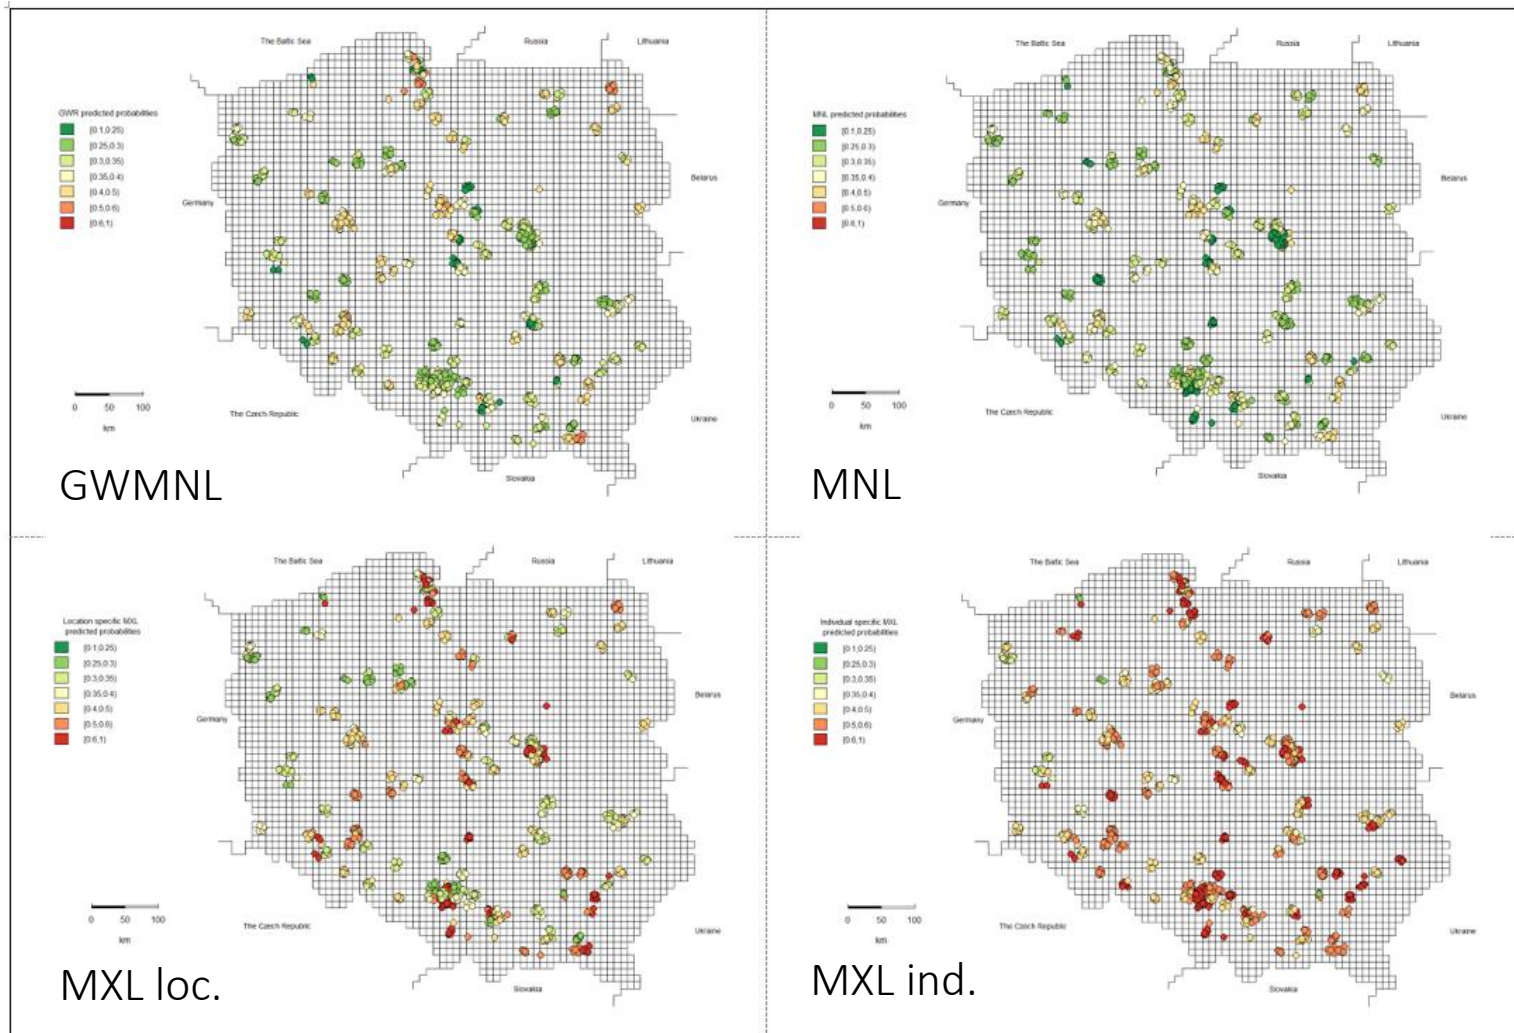 The Baltic Sea
Russia
Lithuania
GWR predicted probabilities
[0.1,0.25)
[0.25,0.3)
[0.3,0.35)
[0.35,0.4)
[0.4,0.5)
[0.5,0.6)
[0.6,1)
Belarus
Germany
0 50 100
km
The Czech Republic
Ukraine
Slovakia
GWMNL
The Baltic Sea
Russia
Lithuania
MNL predicted probabilities
[0.1,0.25)
[0.25,0.3)
[0.3,0.35)
[0.35,0.4)
[0.4,0.5)
[0.5,0.6)
[0.6,1)
Belarus
Germany
0 50 100
km
The Czech Republic
Ukraine
Slovakia
MNL
The Baltic Sea
Russia
Lithuania
Location specific MXL
predicted probabilities
[0.1,0.25)
[0.25,0.3)
[0.3,0.35)
[0.35,0.4)
[0.4,0.5)
[0.5,0.6)
[0.6,1)
Belarus
Germany
0 50 100
km
The Czech Republic
Ukraine
Slovakia
MXL loc.
The Baltic Sea
Russia
Lithuania
Individual specific MXL
predicted probabilities
[0.1,0.25)
[0.25,0.3)
[0.3,0.35)
[0.35,0.4)
[0.4,0.5)
[0.5,0.6)
[0.6,1)
Belarus
Germany
0 50 100
km
The Czech Republic
Ukraine
Slovakia
MXL ind.